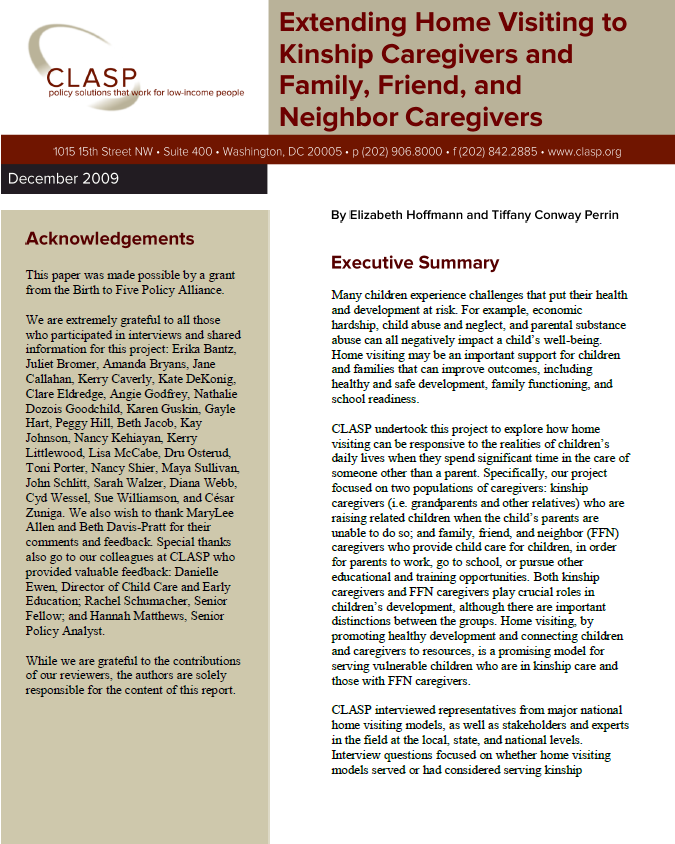 Extending Home Visiting to
Kinship Caregivers and
Family, Friend, and
Neighbor Caregivers
CLASP
policy solutions that work for low-income people
1015 15th Street NW • Suite 400 • Washington, DC 20005 • p (202) 906.8000 • f (202) 842.2885 • www.clasp.org
December 2009
Acknowledgements
This paper was made possible by a grant
from the Birth to Five Policy Alliance.
We are extremely grateful to all those
who participated in interviews and shared
information for this project: Erika Bantz,
Juliet Bromer, Amanda Bryans, Jane
Callahan, Kerry Caverly, Kate DeKonig,
Clare Eldredge, Angie Godfrey, Nathalie
Dozois Goodchild, Karen Guskin, Gayle
Hart, Peggy Hill, Beth Jacob, Kay
Johnson, Nancy Kehiayan, Kerry
Littlewood, Lisa McCabe, Dru Osterud,
Toni Porter, Nancy Shier, Maya Sullivan,
John Schlitt, Sarah Walzer, Diana Webb,
Cyd Wessel, Sue Williamson, and César
Zuniga. We also wish to thank MaryLee
Allen and Beth Davis-Pratt for their
comments and feedback. Special thanks
also go to our colleagues at CLASP who
provided valuable feedback: Danielle
Ewen, Director of Child Care and Early
Education; Rachel Schumacher, Senior
Fellow; and Hannah Matthews, Senior
Policy Analyst.
While we are grateful to the contributions
of our reviewers, the authors are solely
responsible for the content of this report.
By Elizabeth Hoffmann and Tiffany Conway Perrin
Executive Summary
Many children experience challenges that put their health
and development at risk. For example, economic
hardship, child abuse and neglect, and parental substance
abuse can all negatively impact a child's well-being.
Home visiting may be an important support for children
and families that can improve outcomes, including
healthy and safe development, family functioning, and
school readiness.
CLASP undertook this project to explore how home
visiting can be responsive to the realities of children's
daily lives when they spend significant time in the care of
someone other than a parent. Specifically, our project
focused on two populations of caregivers: kinship
caregivers (i.e. grandparents and other relatives) who are
raising related children when the child's parents are
unable to do so; and family, friend, and neighbor (FFN)
caregivers who provide child care for children, in order
for parents to work, go to school, or pursue other
educational and training opportunities. Both kinship
caregivers and FFN caregivers play crucial roles in
children's development, although there are important
distinctions between the groups. Home visiting, by
promoting healthy development and connecting children
and caregivers to resources, is a promising model for
serving vulnerable children who are in kinship care and
those with FFN caregivers.
CLASP interviewed representatives from major national
home visiting models, as well as stakeholders and experts
in the field at the local, state, and national levels.
Interview questions focused on whether home visiting
models served or had considered serving kinship